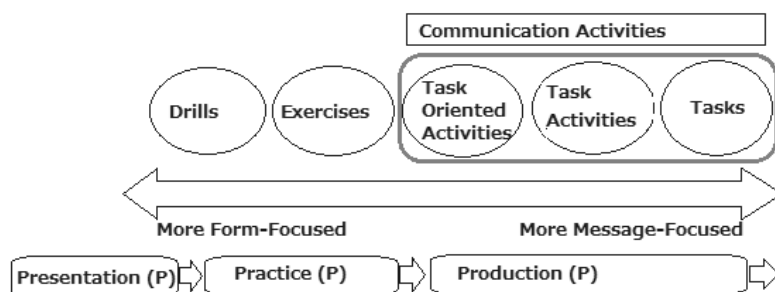 Communication Activities
Drills
Exercises
Task
Oriented
Activities
Task
Activities
Tasks
More Form-Focused
More Message-Focused
Presentation (P)
Practice (P)
Production (P)